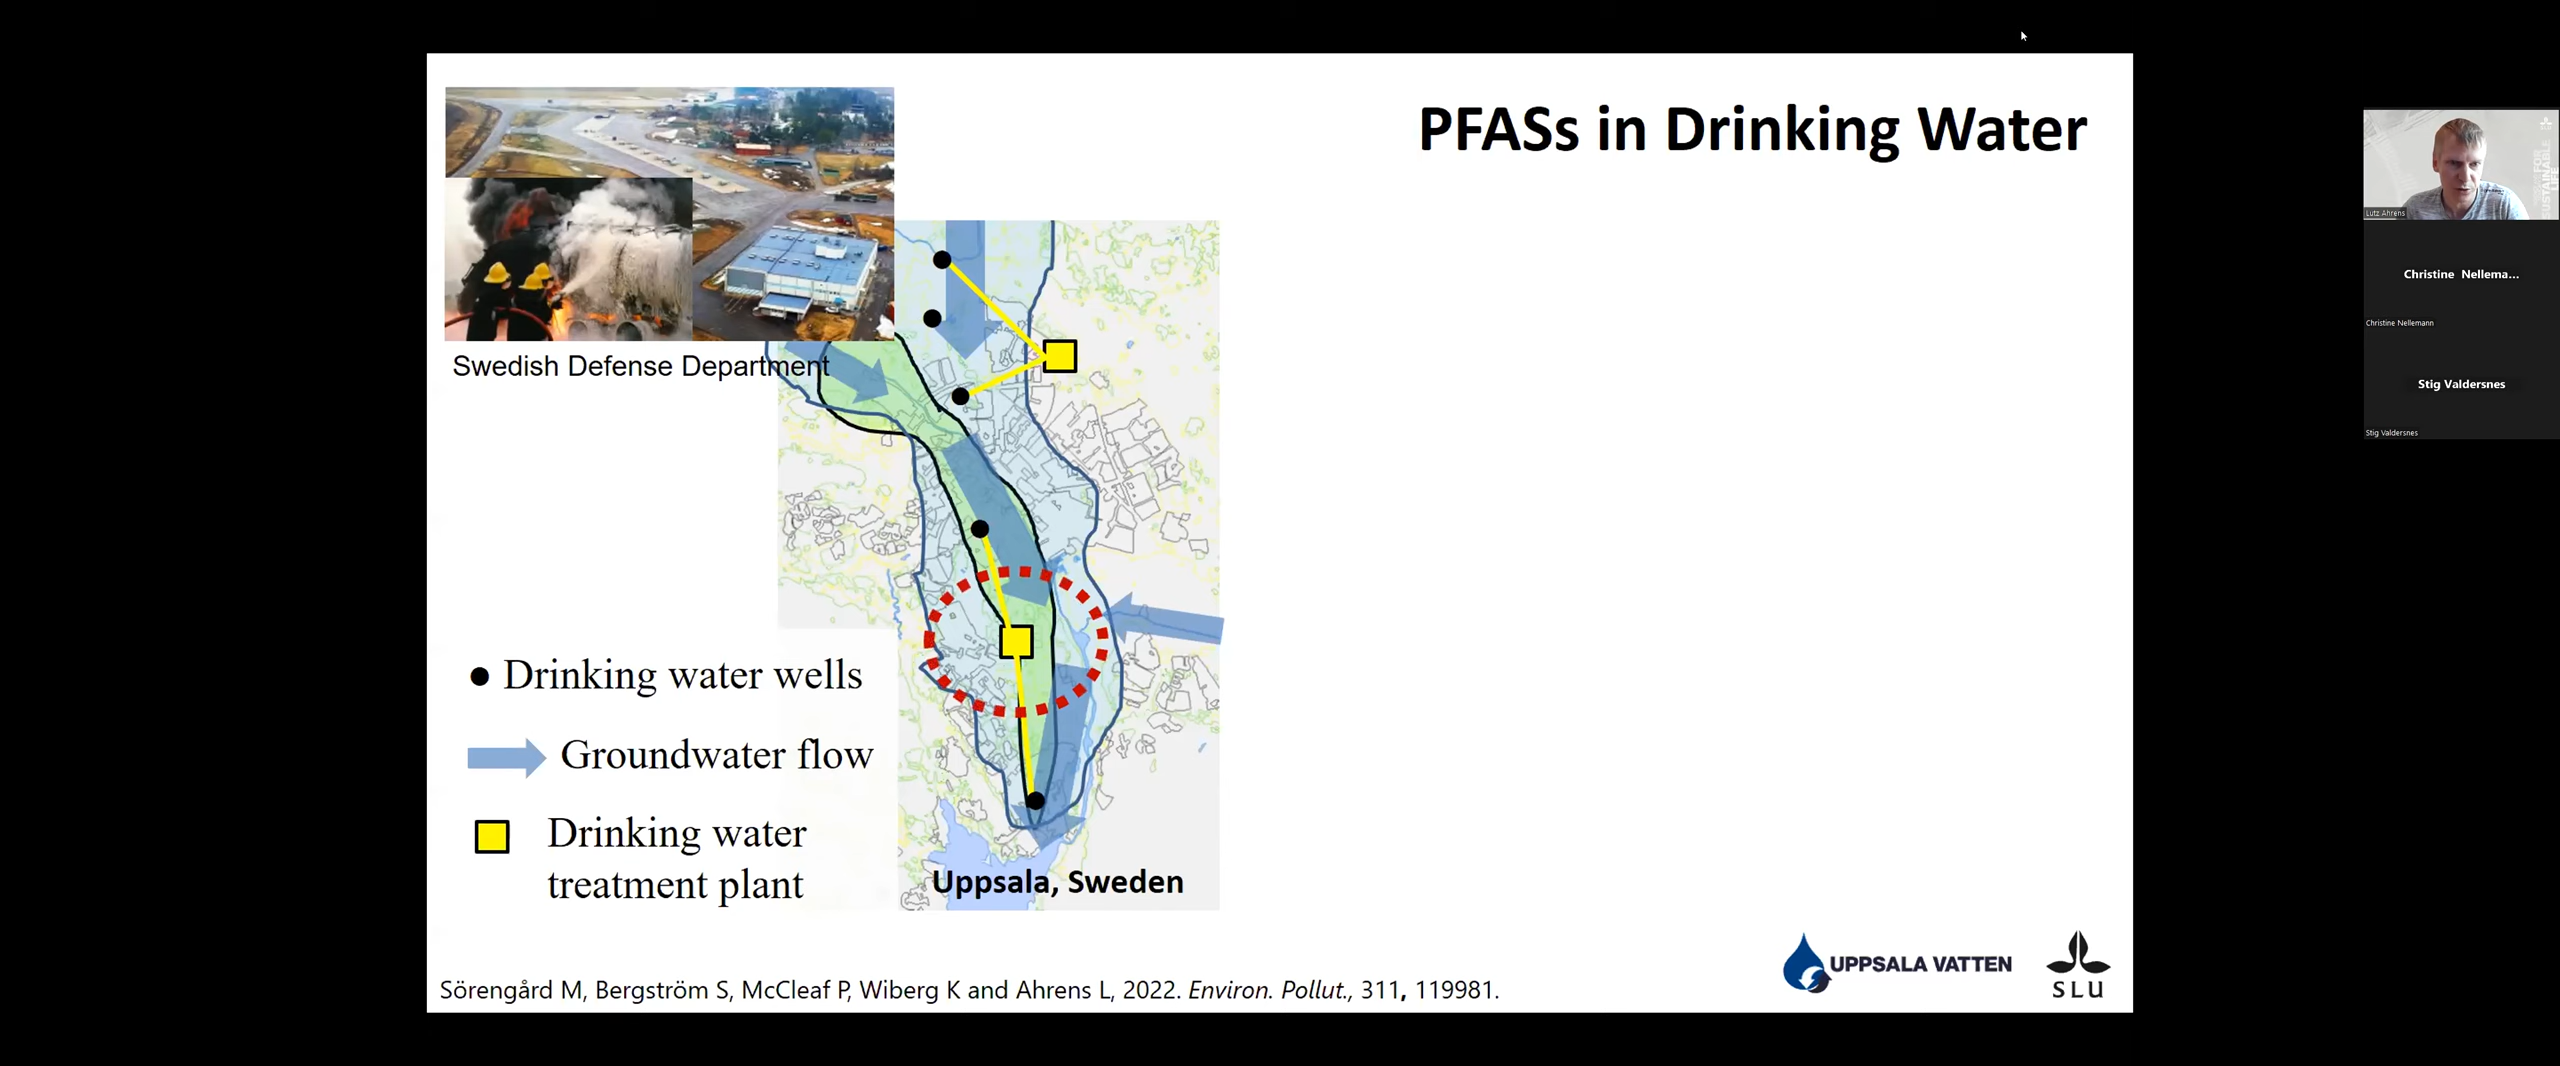 PFASs in Drinking Water
Swedish Defense Department
Drinking water wells
Groundwater flow
Drinking water
treatment plant
Uppsala, Sweden
Sörengård M, Bergström S, McCleaf P, Wiberg K and Ahrens L, 2022. Environ. Pollut., 311, 119981.
UPPSALA VATTEN
SLU
SUSTAINABLE
LIFE
Lutz Ahrens
Christine Nellema...
Christine Nellemann
Stig Valdersnes
Stig Valdersnes